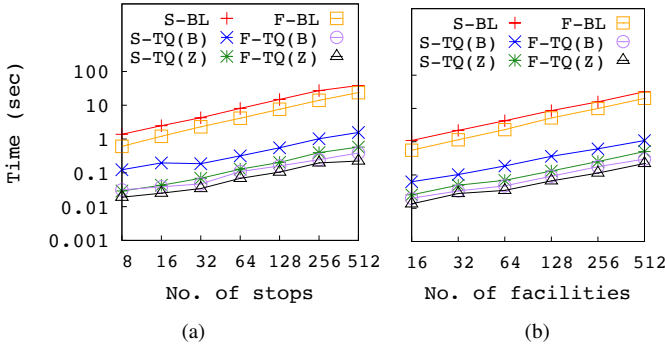 S-BL F-BL
S-TQ(B) F-TQ(B)
S-TQ(Z) F-TQ(Z)
100
10
1
0.1
0.01
0.001
Time (sec)
8 16 32 64 128 256 512
No. of stops
(a)
S-BL F-BL
S-TQ(B) F-TQ(B)
S-TQ(Z) F-TQ(Z)
16 32 64 128 256 512
No. of facilities
(b)